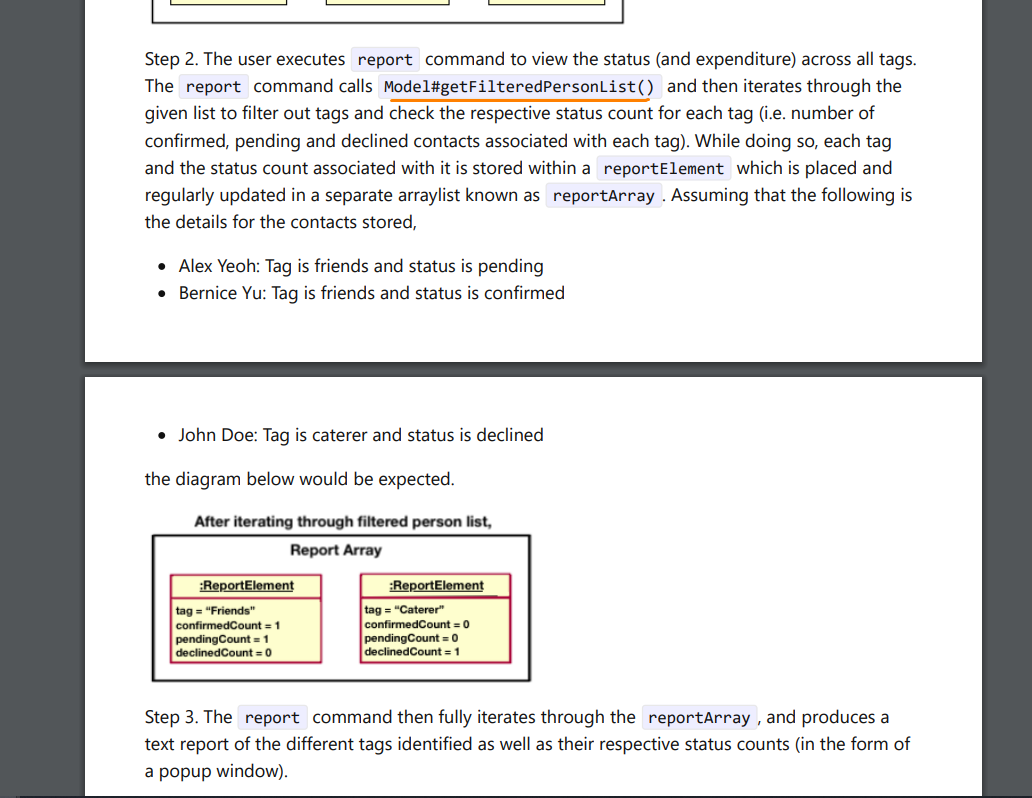 Step 2. The user executes report command to view the status (and expenditure) across all tags.
The report command calls Model#getFilteredPersonList() and then iterates through the
given list to filter out tags and check the respective status count for each tag (i.e. number of
confirmed, pending and declined contacts associated with each tag). While doing so, each tag
and the status count associated with it is stored within a reportElement which is placed and
regularly updated in a separate arraylist known as reportArray . Assuming that the following is
the details for the contacts stored,
• Alex Yeoh: Tag is friends and status is pending
• Bernice Yu: Tag is friends and status is confirmed
• John Doe: Tag is caterer and status is declined
the diagram below would be expected.
After iterating through filtered person list,
Report Array
:ReportElement
tag = "Friends"
confirmedCount = 1
pendingCount = 1
declinedCount = 0
:ReportElement
tag = "Caterer"
confirmedCount = 0
pendingCount = 0
declinedCount = 1
Step 3. The report command then fully iterates through the reportArray , and produces a
text report of the different tags identified as well as their respective status counts (in the form of
a popup window).